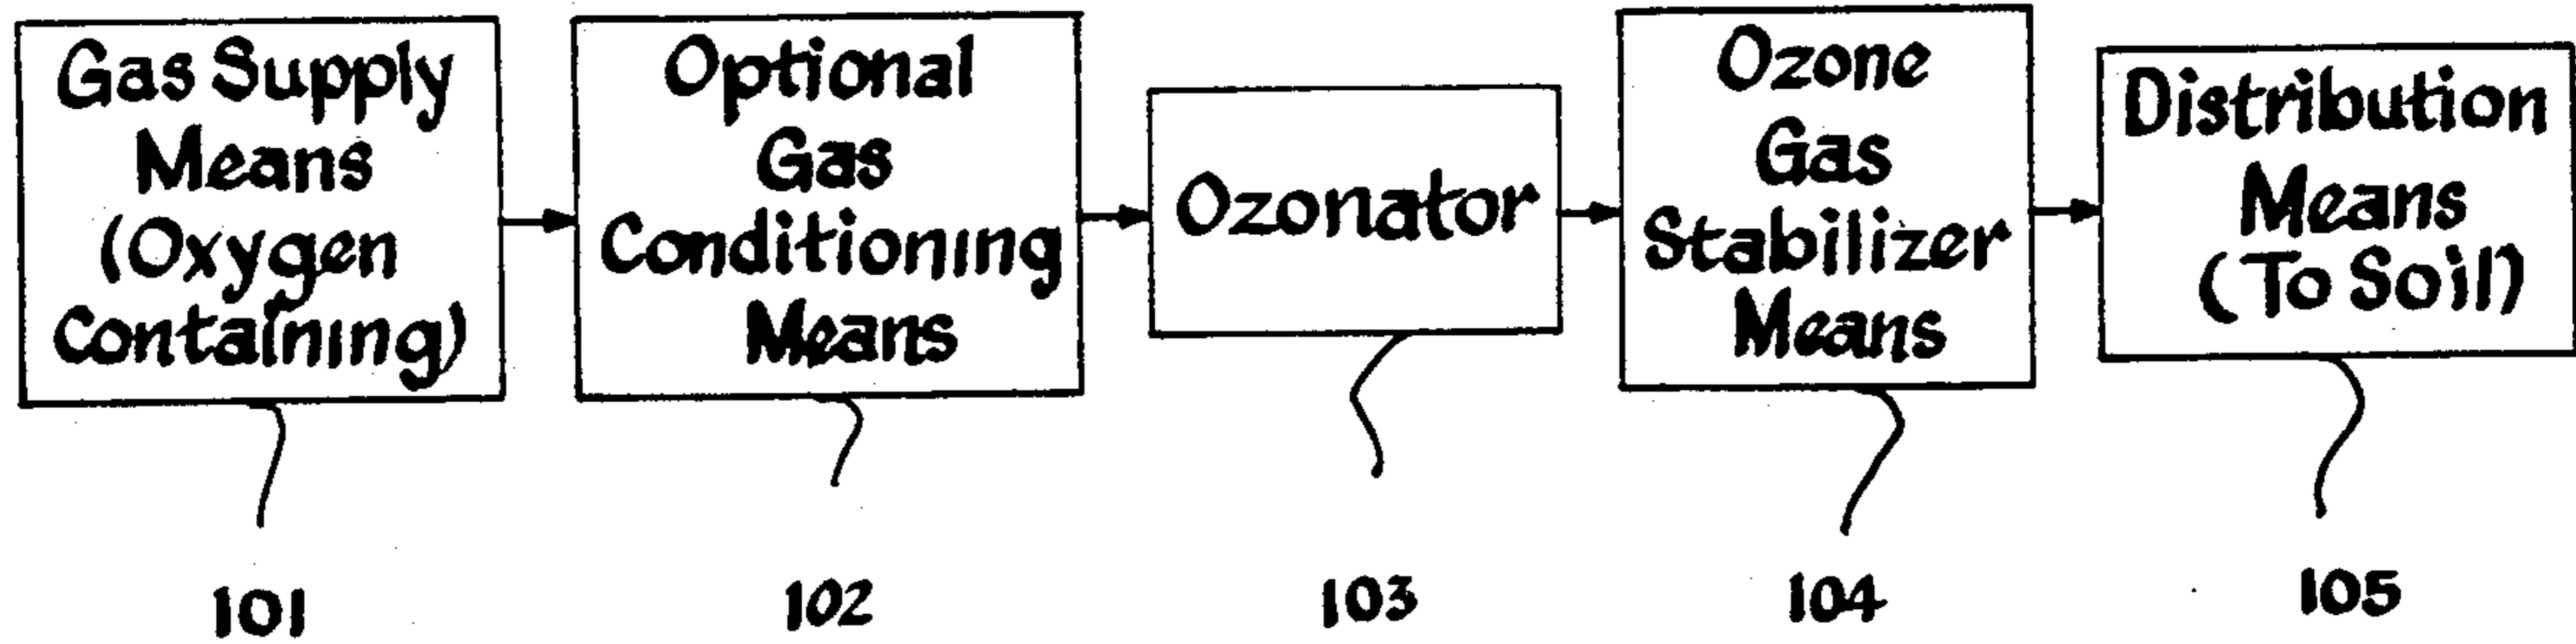 Gas Supply
Means
(Oxygen
Containing)
Optional
Gas
Conditioning
Means
Ozonator
Ozone
Gas
Stabilizer
Means
Distribution
Means
(To Soil)
101
102
103
104
105